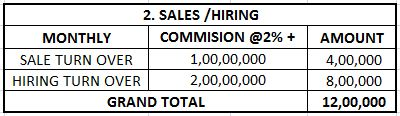 2. SALES /HIRING
MONTHLY COMMISION @2% + AMOUNT
SALE TURN OVER 1,00,00,000 4,00,000
HIRING TURN OVER 2,00,00,000 8,00,000
GRAND TOTAL 12,00,000